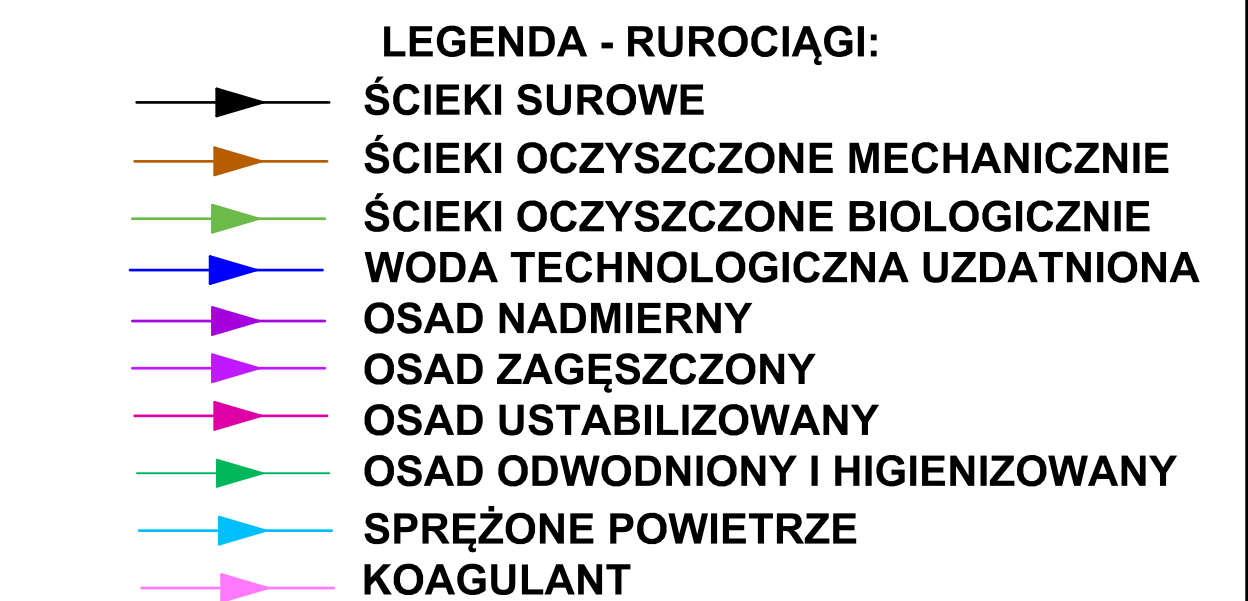 LEGENDA - RUROCIĄGI:
ŚCIEKI SUROWE
ŚCIEKI OCZYSZCZONE MECHANICZNIE
ŚCIEKI OCZYSZCZONE BIOLOGICZNIE
WODA TECHNOLOGICZNA UZDATNIONA
OSAD NADMIERNY
OSAD ZAGĘSZCZONY
OSAD USTABILIZOWANY
OSAD ODWODNIONY I HIGIENIZOWANY
SPRĘŻONE POWIETRZE
KOAGULANT